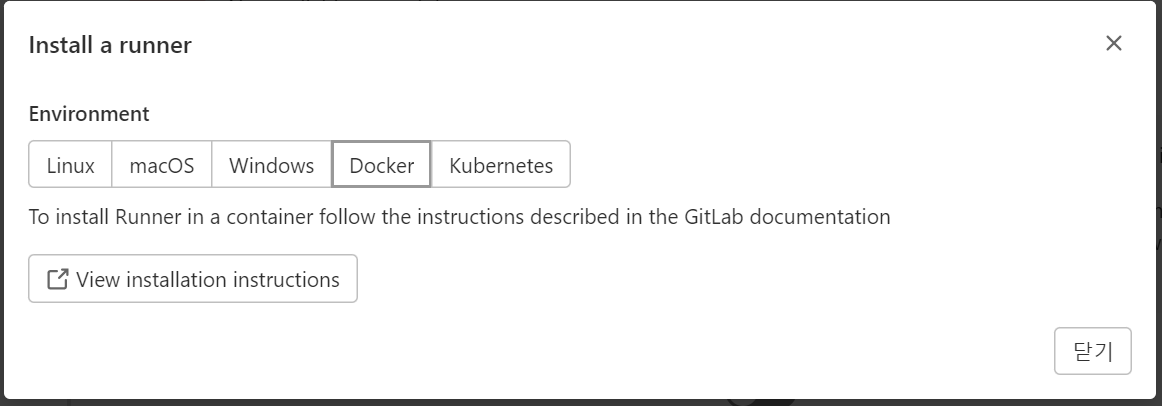 Install a runner
Environment
Linux macOS Windows Docker Kubernetes
To install Runner in a container follow the instructions described in the GitLab documentation
View installation instructions
닫기